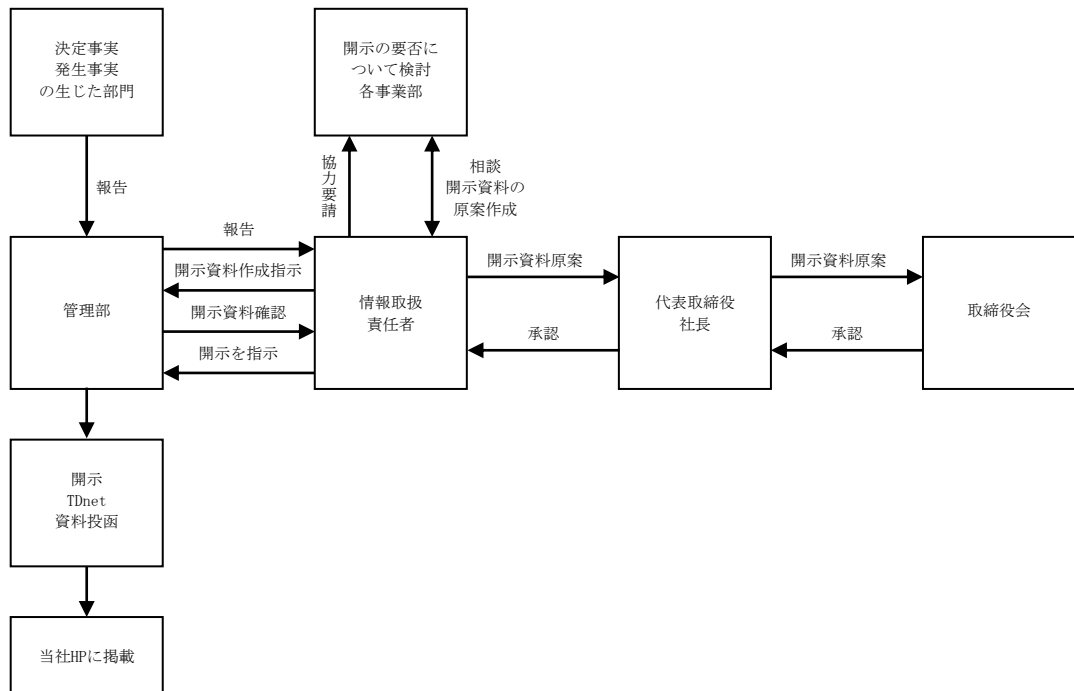 決定事実
発生事実
の生じた部門
開示の要否に
ついて検討
各事業部
報告
協力要請
相談
開示資料の
原案作成
管理部
報告
開示資料作成指示
開示資料確認
開示を指示
情報取扱
責任者
開示資料原案
承認
代表取締役
社長
開示資料原案
承認
取締役会
開示
TDnet
資料投函
当社HPに掲載